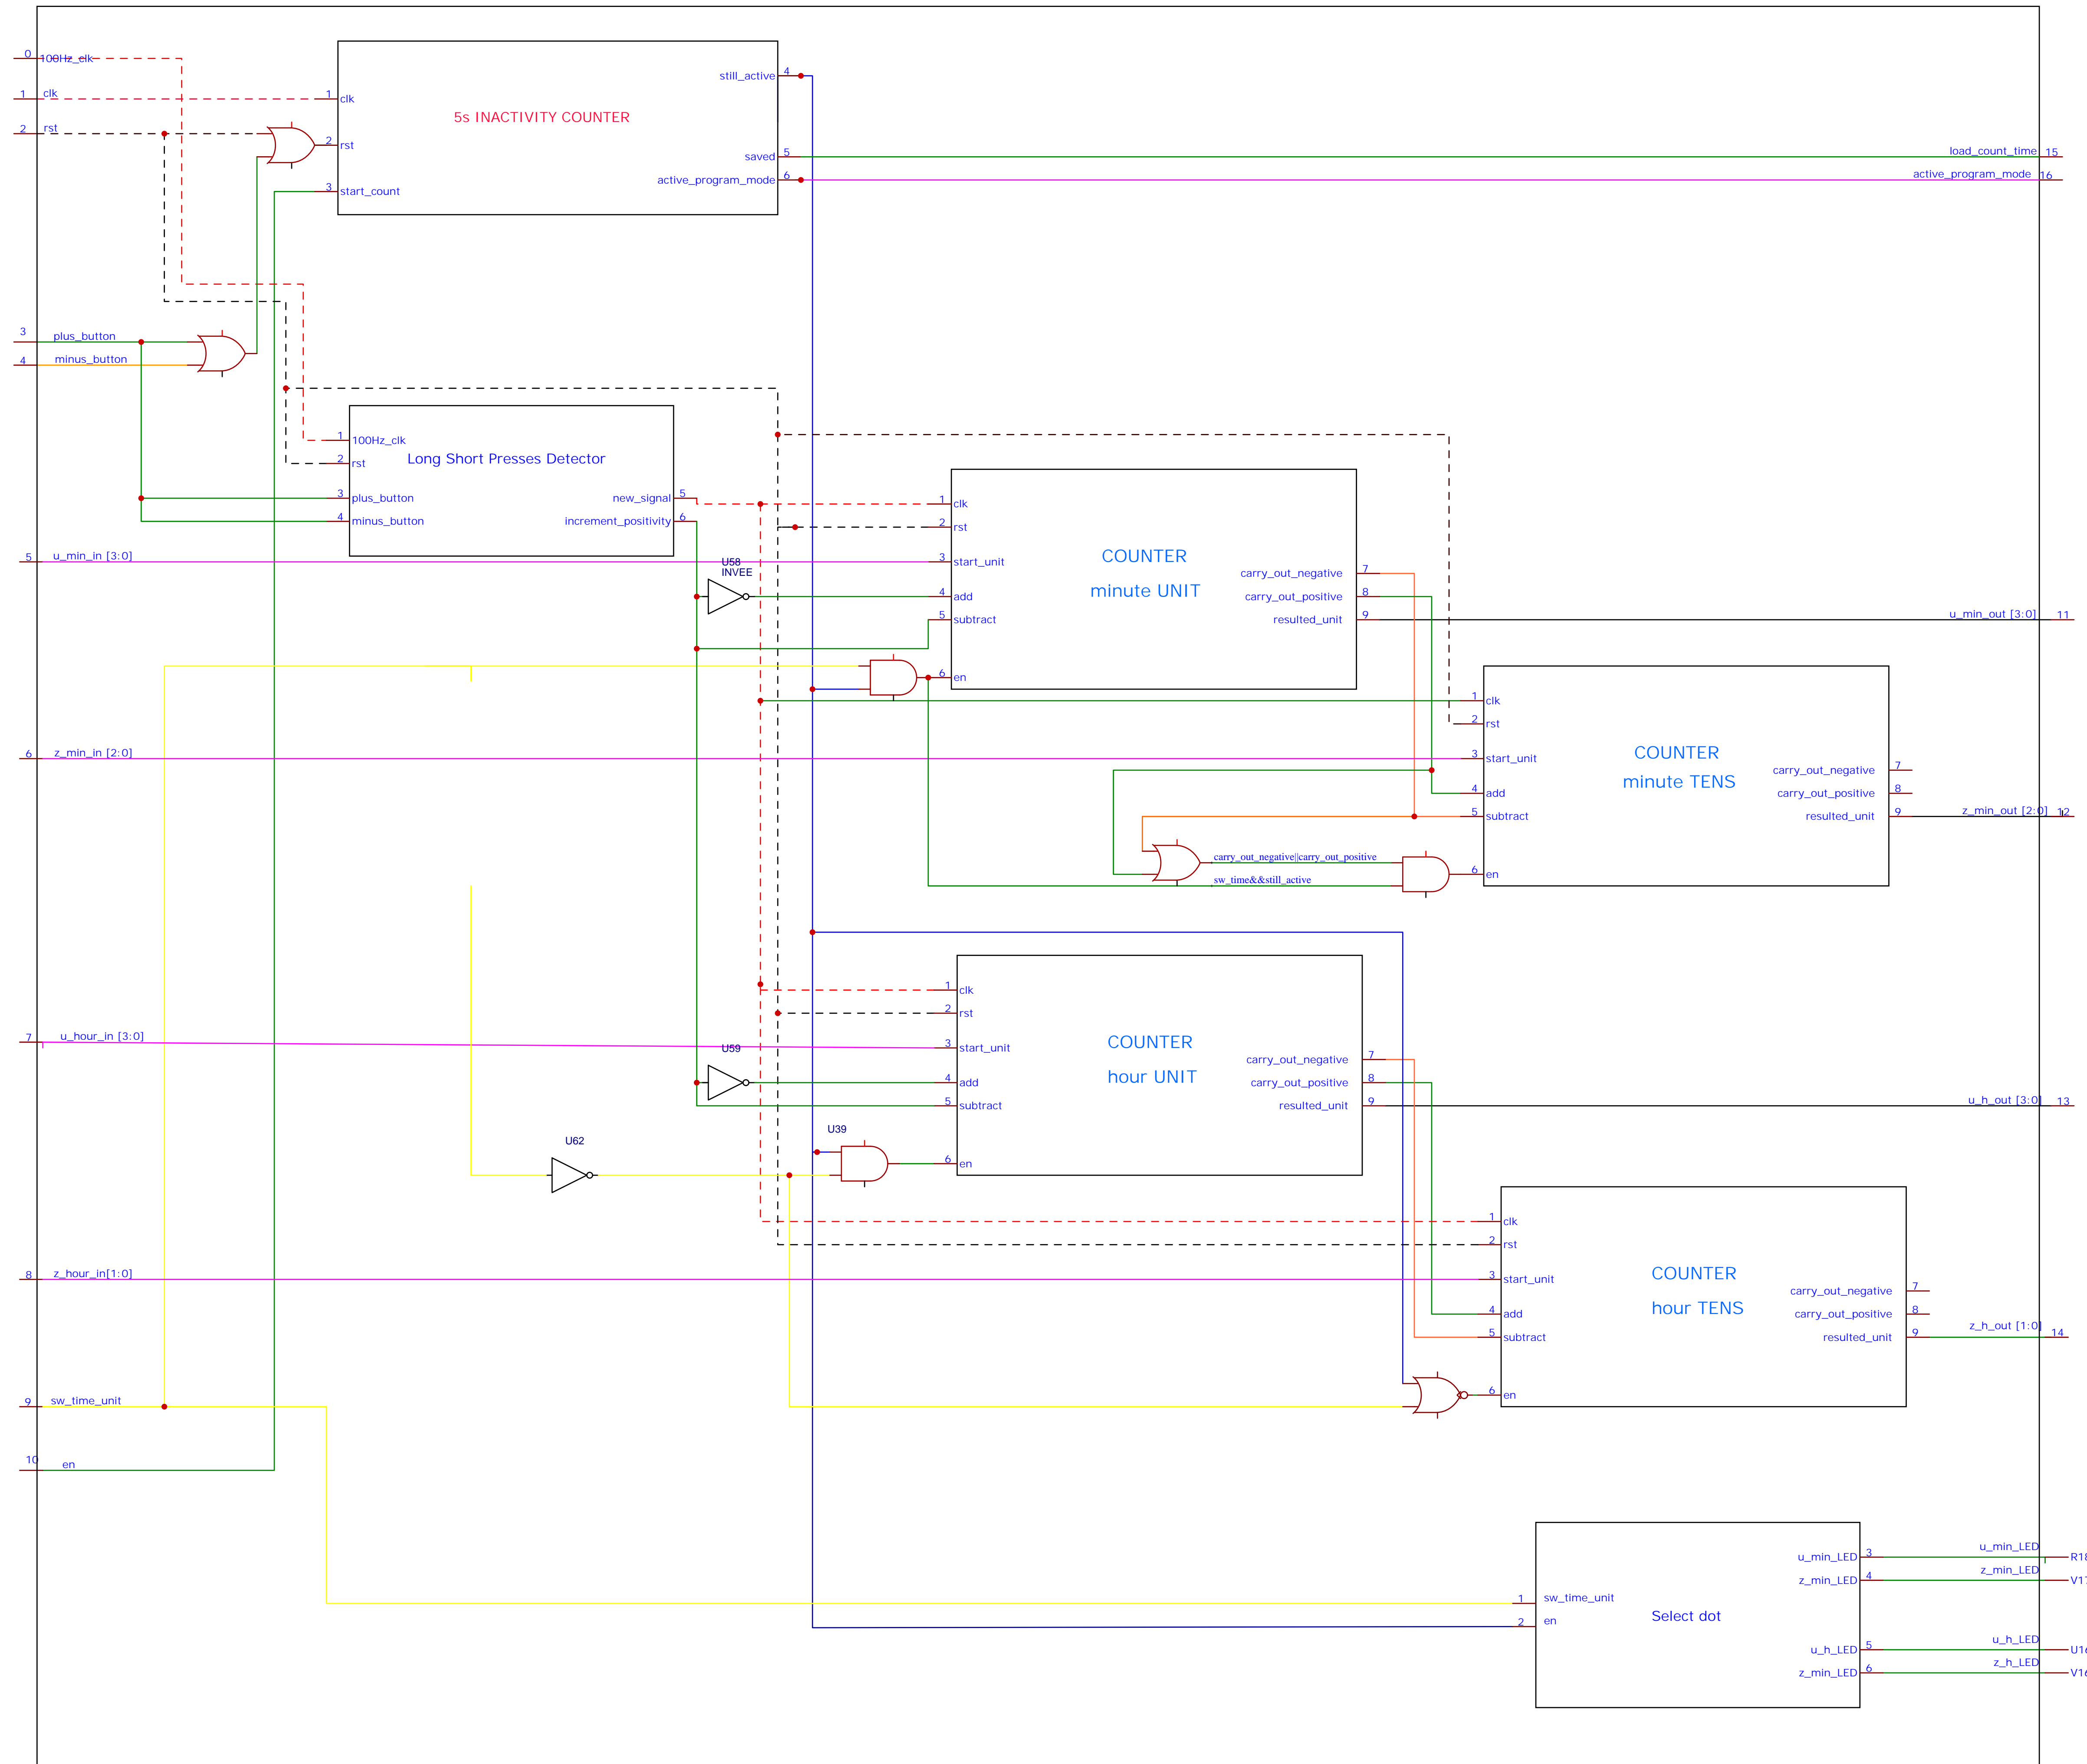 0 100Hz_clk
1 clk
2 rst
1 clk
2 rst
3 start_count
5s INACTIVITY COUNTER
still_active 4
saved 5
active_program_mode 6
load_count_time 15
active_program_mode 16
3 plus_button
4 minus_button
1 100Hz_clk
2 rst
Long Short Presses Detector
3 plus_button
4 minus_button
new_signal 5
increment_positivity 6
5 u_min_in [3:0]
U58
INVEE
1 clk
2 rst
3 start_unit
4 add
5 subtract
6 en
COUNTER
minute UNIT
carry_out_negative 7
carry_out_positive 8
resulted_unit 9
u_min_out [3:0] 11
6 z_min_in [2:0]
1 clk
2 rst
3 start_unit
4 add
5 subtract
6 en
COUNTER
minute TENS
carry_out_negative 7
carry_out_positive 8
resulted_unit 9
z_min_out [2:0] 12
carry_out_negative||carry_out_positive
sw_time&&still_active
7 u_hour_in [3:0]
U59
1 clk
2 rst
3 start_unit
4 add
5 subtract
6 en
COUNTER
hour UNIT
carry_out_negative 7
carry_out_positive 8
resulted_unit 9
u_h_out [3:0] 13
U62
U39
8 z_hour_in[1:0]
1 clk
2 rst
3 start_unit
4 add
5 subtract
6 en
COUNTER
hour TENS
carry_out_negative 7
carry_out_positive 8
resulted_unit 9
z_h_out [1:0] 14
9 sw_time_unit
10 en
1 sw_time_unit
2 en
Select dot
u_min_LED 3
z_min_LED 4
u_h_LED 5
z_min_LED 6
u_min_LED R18
z_min_LED V17
u_h_LED U16
z_h_LED V16